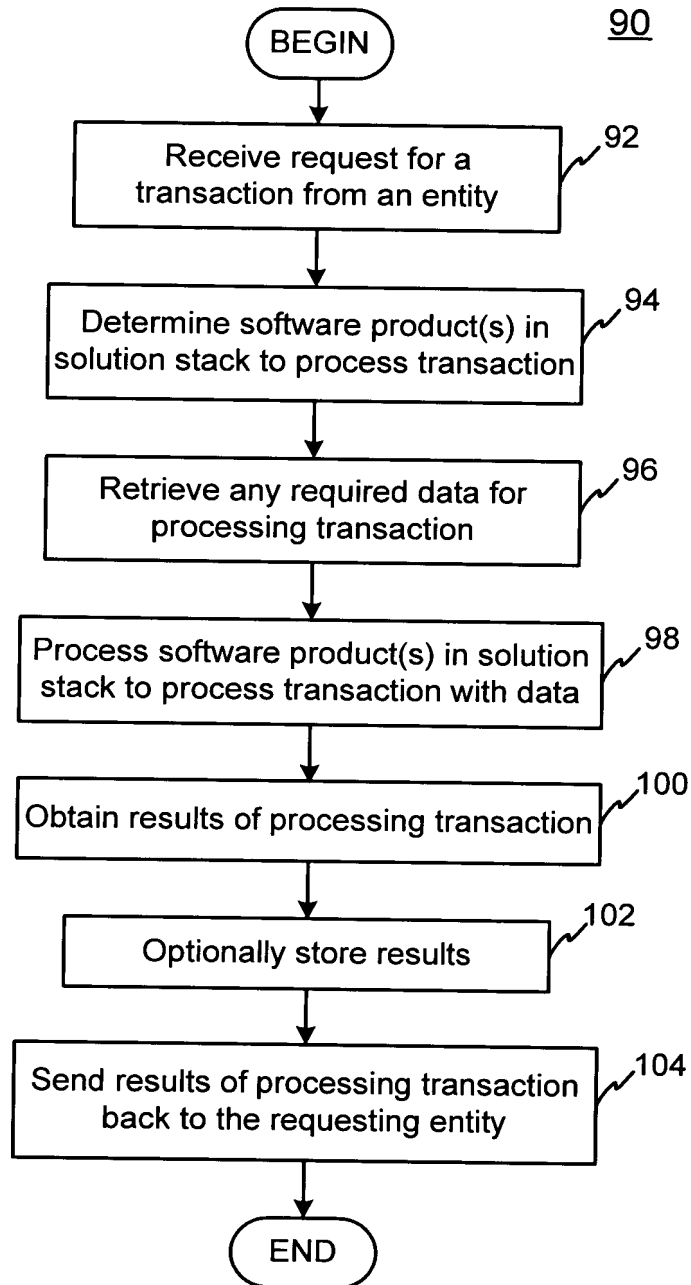 90
BEGIN
Receive request for a
transaction from an entity
92
Determine software product(s) in
solution stack to process transaction
94
Retrieve any required data for
processing transaction
96
Process software product(s) in solution
stack to process transaction with data
98
Obtain results of processing transaction
100
Optionally store results
102
Send results of processing transaction
back to the requesting entity
104
END